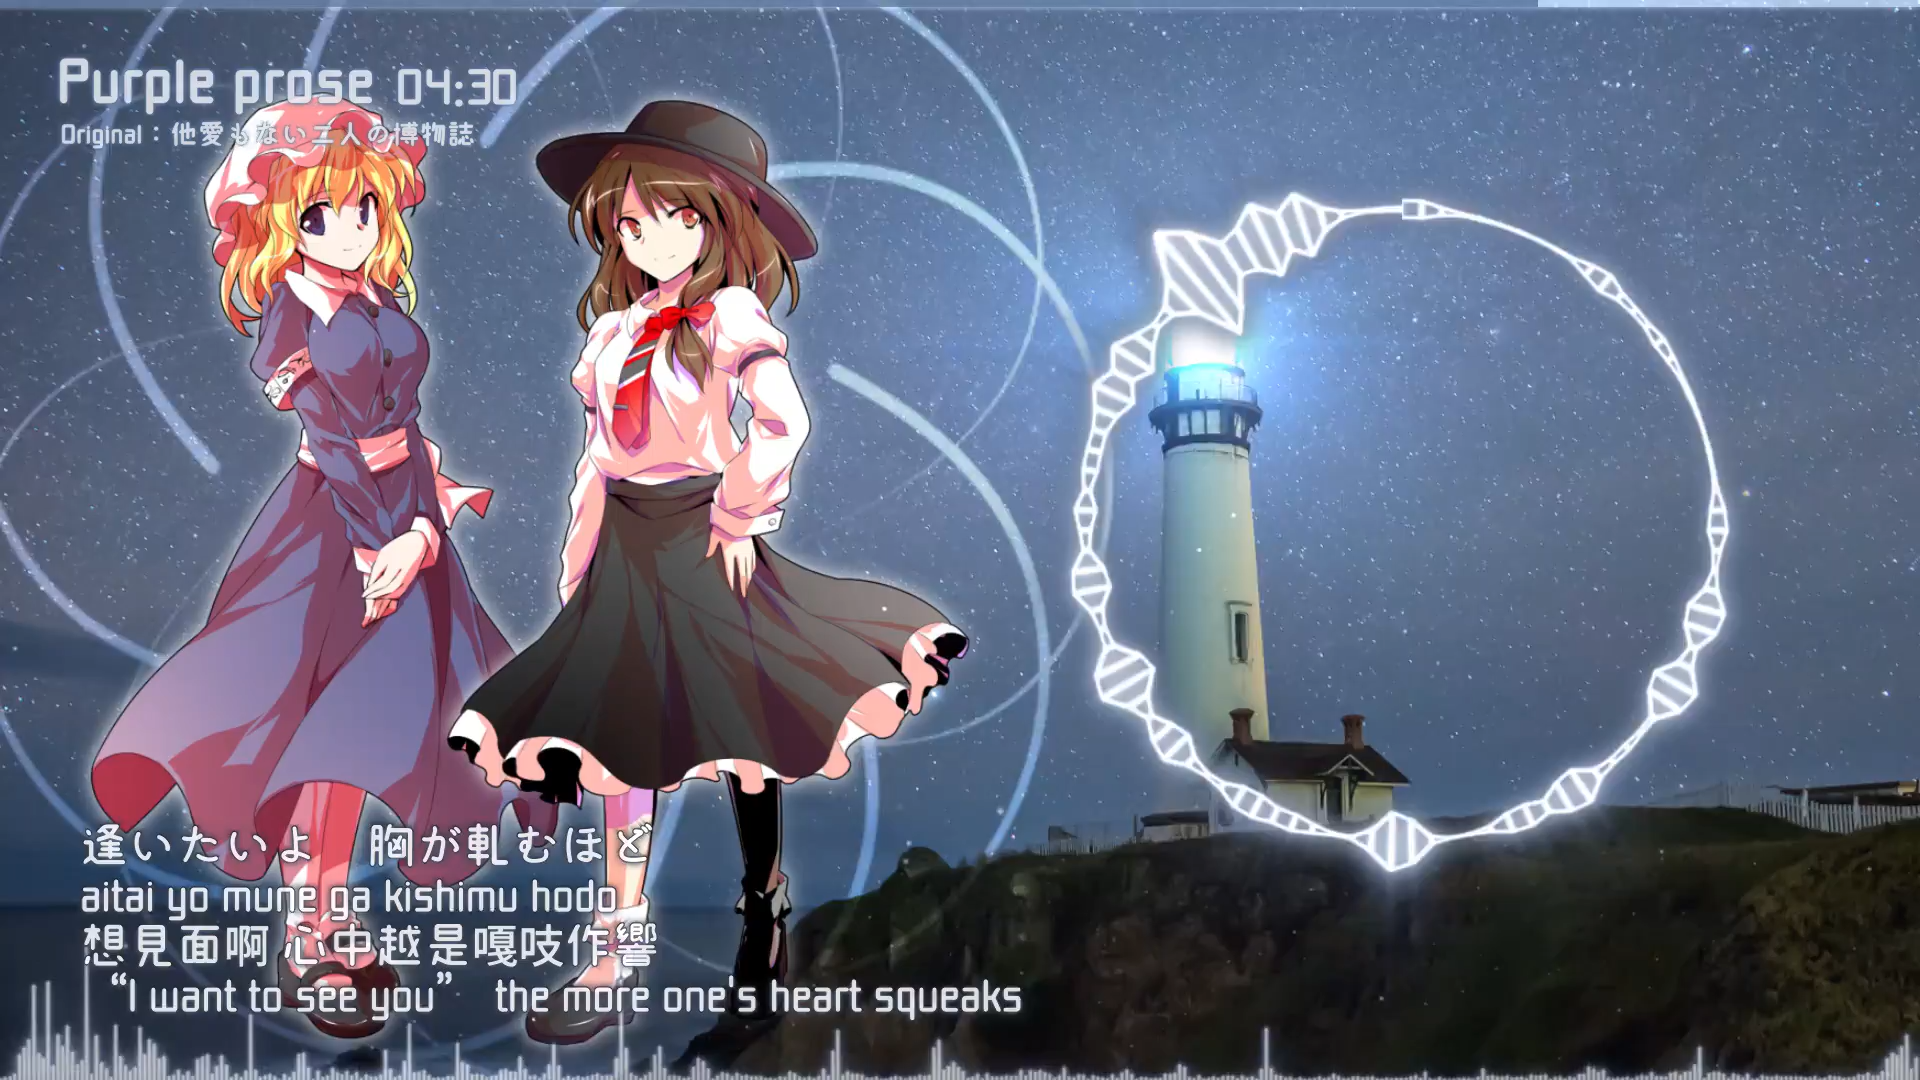 Purple prose 04:30
Original：他愛もない二人の博物誌
逢いたいよ　胸が軋むほど
aitai yo mune ga kishimu hodo
想見面啊 心中越是嘎吱作響
“I want to see you”　the more one's heart squeaks